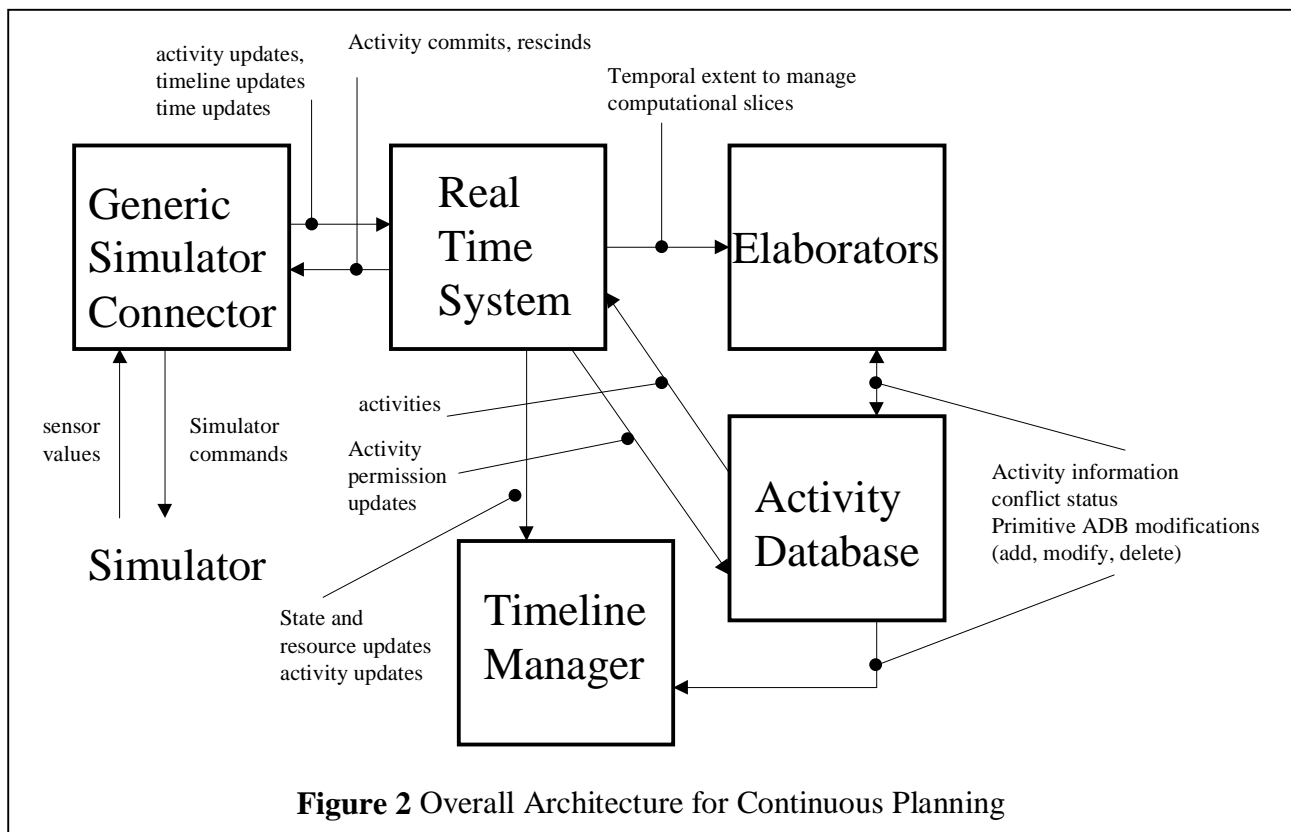 activity updates,
timeline updates
time updates
Activity commits, rescinds
Temporal extent to manage
computational slices
Generic
Simulator
Connector
Real
Time
System
Elaborators
sensor
values
Simulator
commands
activities
Activity
permission
updates
Activity information
conflict status
Primitive ADB modifications
(add, modify, delete)
Activity
Database
Simulator
State and
resource updates
activity updates
Timeline
Manager
Figure 2 Overall Architecture for Continuous Planning